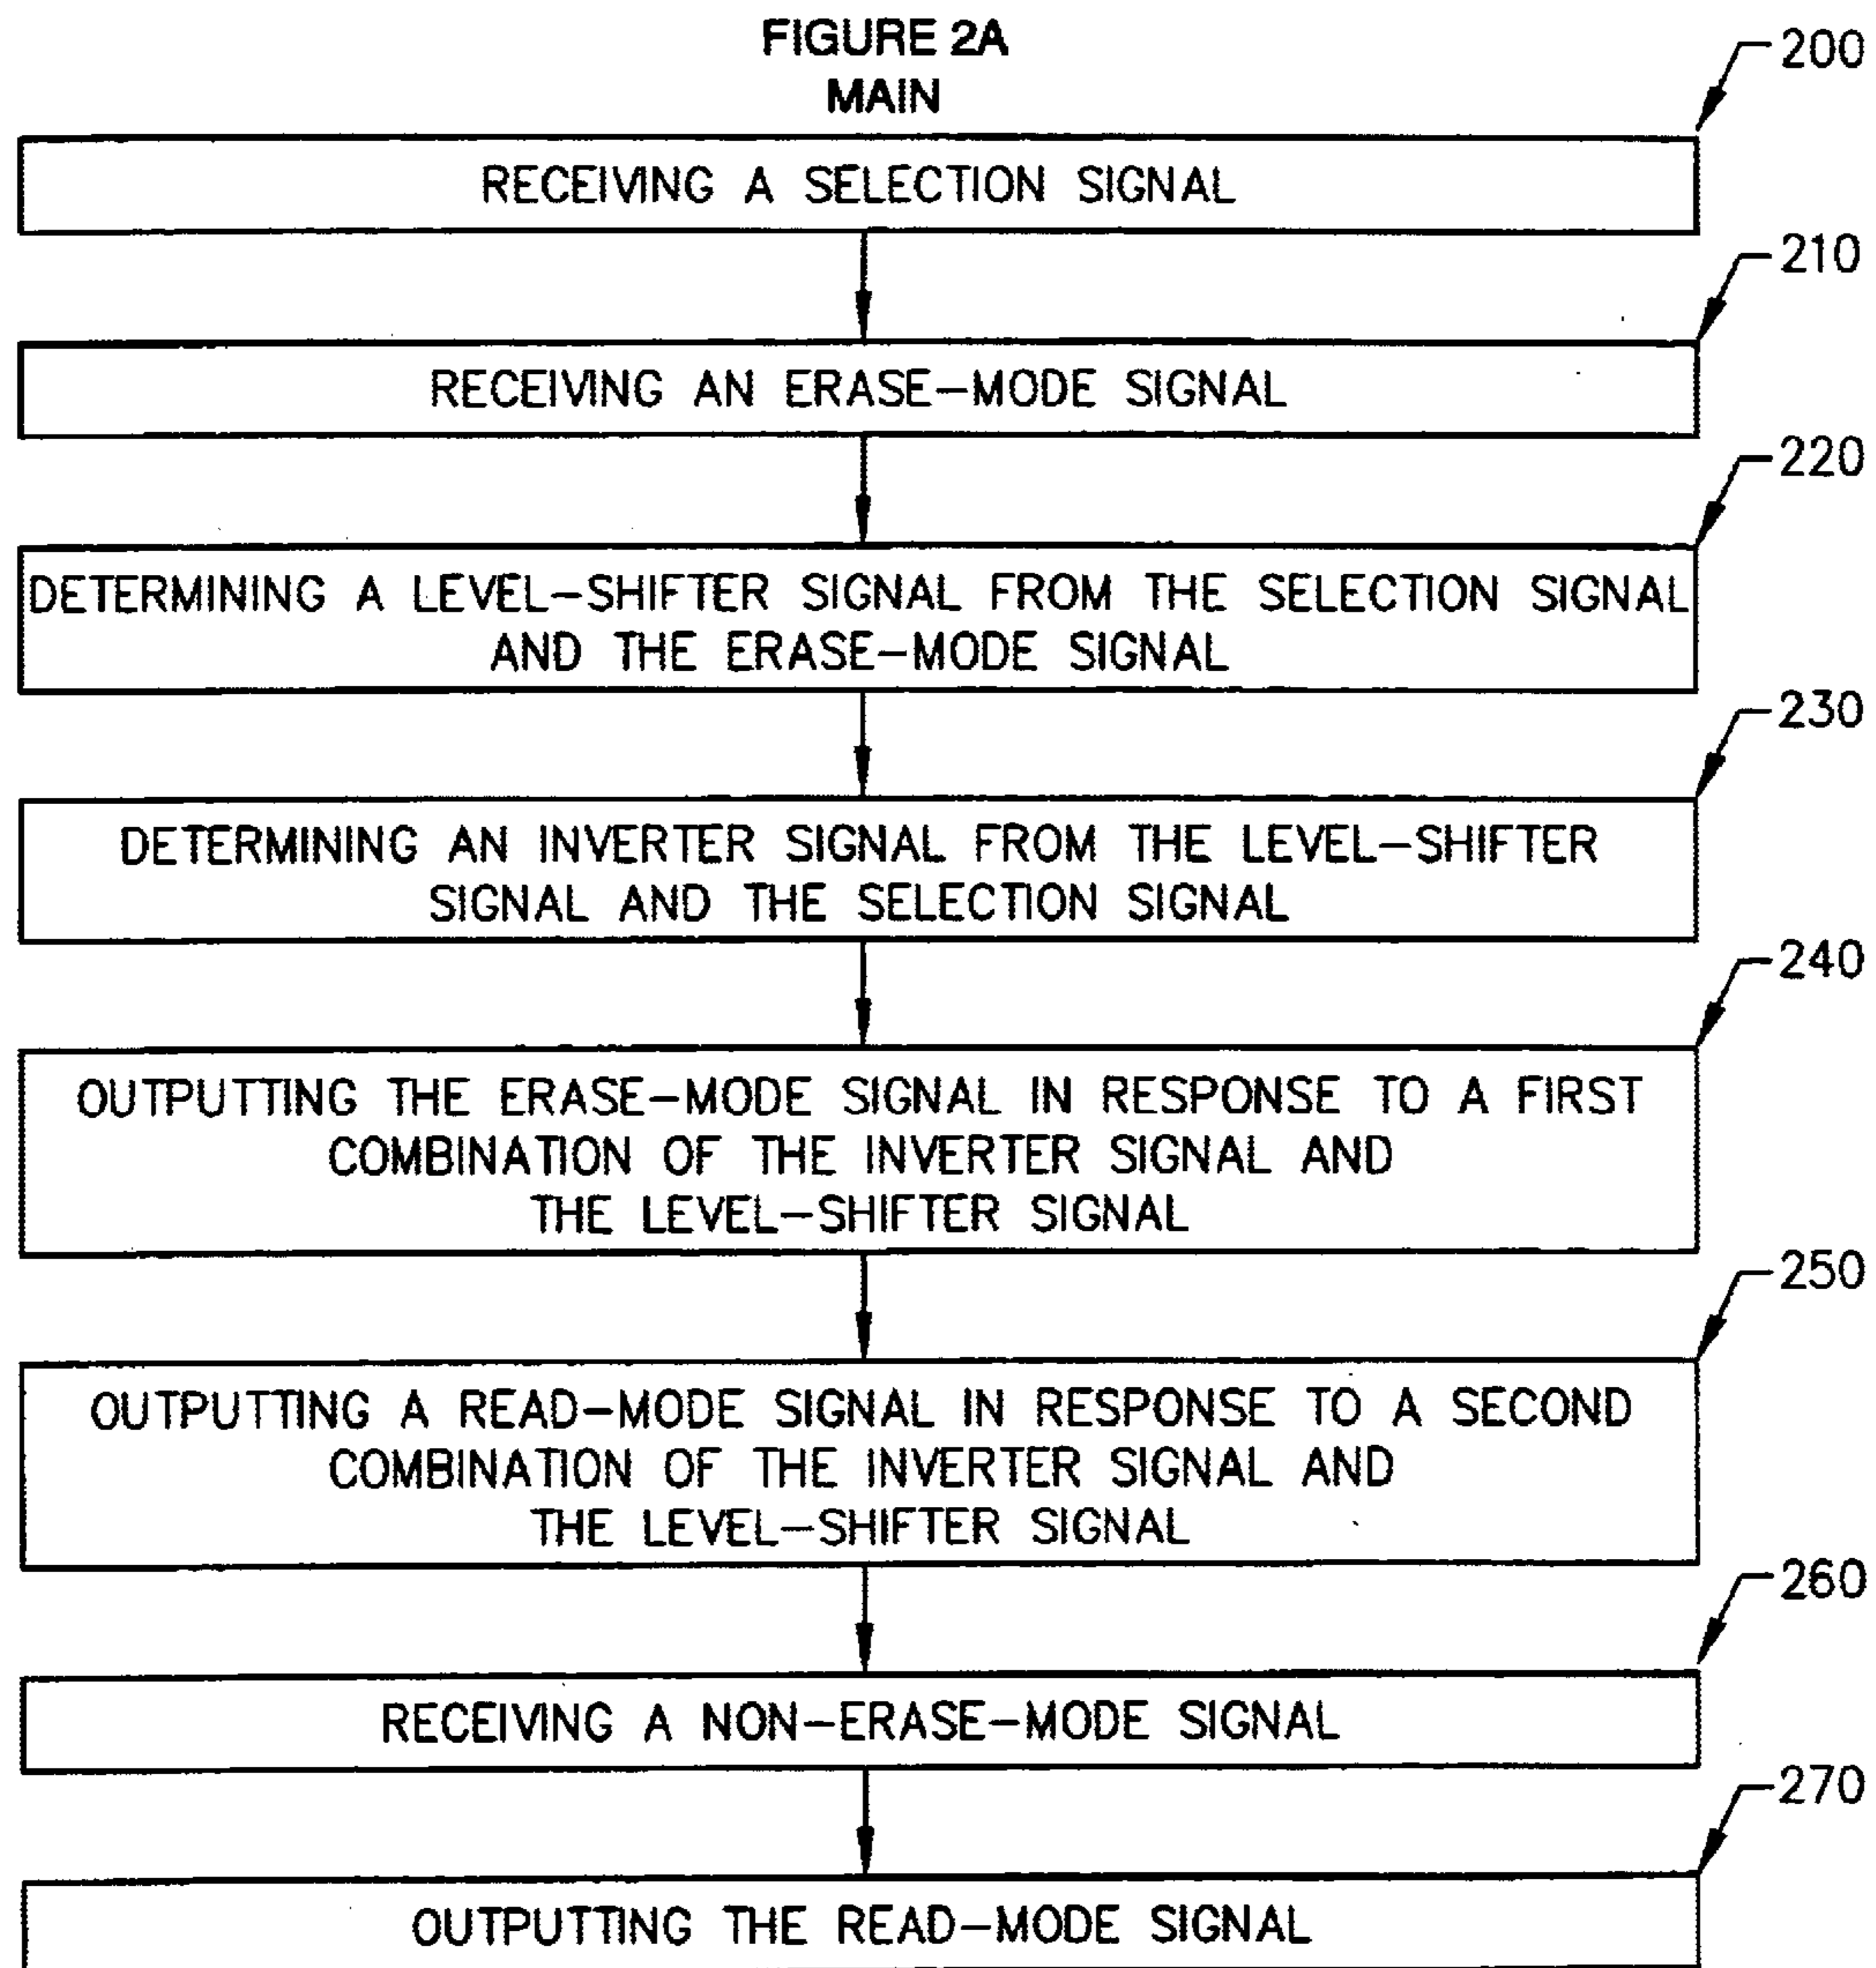 FIGURE 2A
MAIN
200
RECEIVING A SELECTION SIGNAL
210
RECEIVING AN ERASE-MODE SIGNAL
220
DETERMINING A LEVEL-SHIFTER SIGNAL FROM THE SELECTION SIGNAL
AND THE ERASE-MODE SIGNAL
230
DETERMINING AN INVERTER SIGNAL FROM THE LEVEL-SHIFTER
SIGNAL AND THE SELECTION SIGNAL
240
OUTPUTTING THE ERASE-MODE SIGNAL IN RESPONSE TO A FIRST
COMBINATION OF THE INVERTER SIGNAL AND
THE LEVEL-SHIFTER SIGNAL
250
OUTPUTTING A READ-MODE SIGNAL IN RESPONSE TO A SECOND
COMBINATION OF THE INVERTER SIGNAL AND
THE LEVEL-SHIFTER SIGNAL
260
RECEIVING A NON-ERASE-MODE SIGNAL
270
OUTPUTTING THE READ-MODE SIGNAL